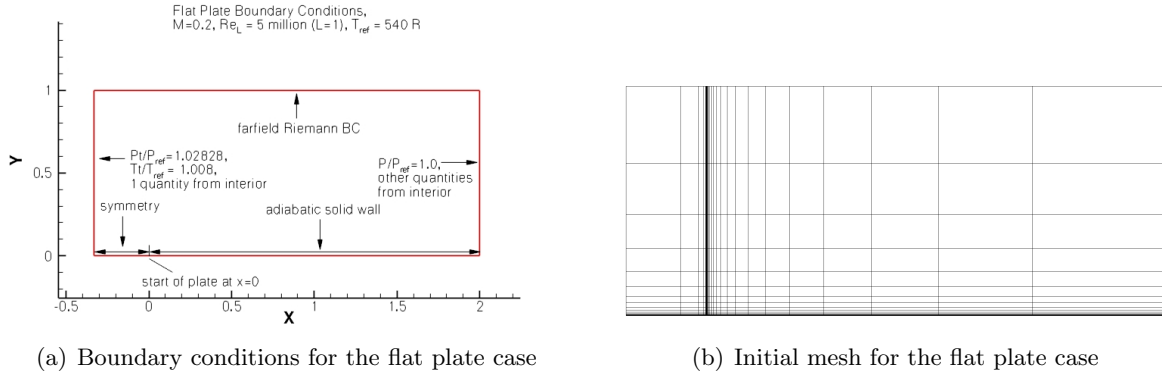 Flat Plate Boundary Conditions,
M=0.2, Re_L = 5 million (L=1), T_ref = 540 R
1
farfield Riemann BC
Y
Pt/P_ref=1.02828,
Tt/T_ref = 1.008,
1 quantity from interior
P/P_ref=1.0,
other quantities
from interior
0.5
symmetry
adiabatic solid wall
0
start of plate at x=0
-0.5
0
0.5
1
1.5
2
X
(a) Boundary conditions for the flat plate case
(b) Initial mesh for the flat plate case